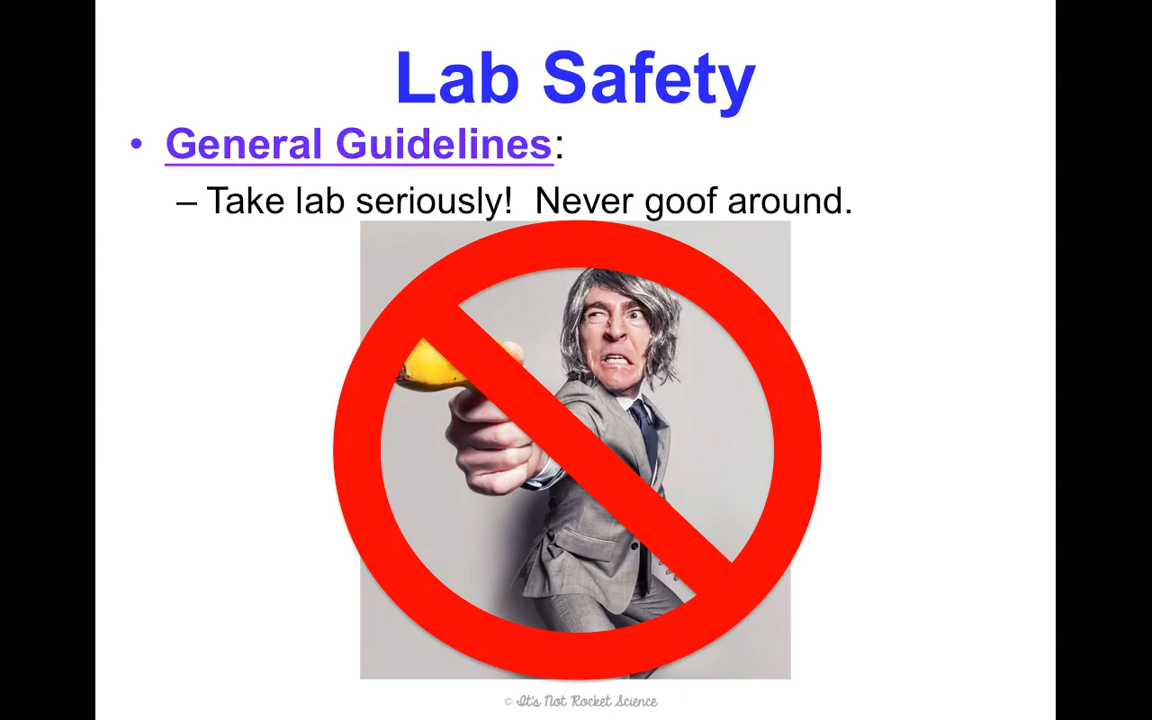 Lab Safety
• General Guidelines:
– Take lab seriously!  Never goof around.
© It's Not Rocket Science